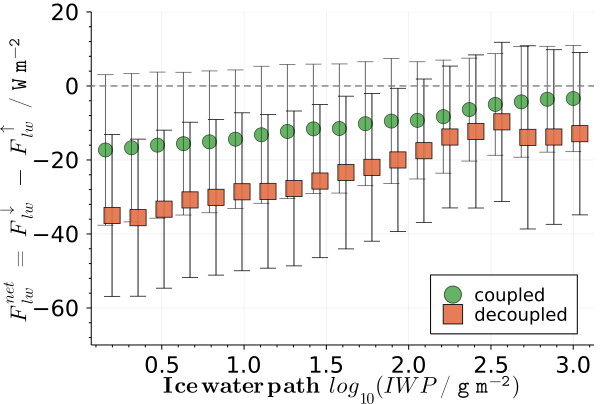 20
0
−20
−40
−60
F_lw^net = F_lw^↓ − F_lw^↑ / W m^−2
coupled
decoupled
0.5 1.0 1.5 2.0 2.5 3.0
Ice water path log_10(IWP / g m^−2)